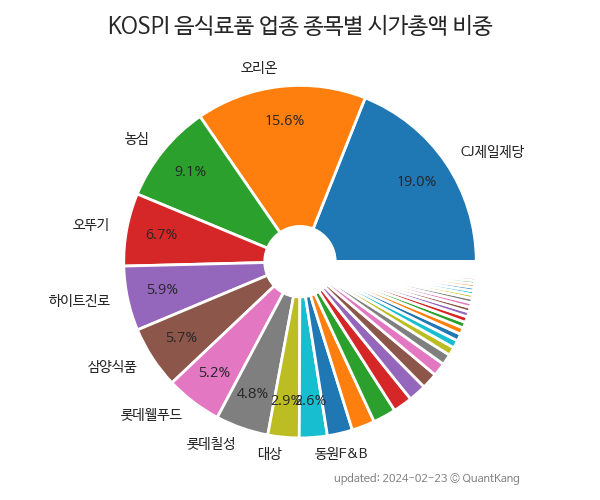 KOSPI 음식료품 업종 종목별 시가총액 비중
오리온
15.6%
CJ제일제당
19.0%
농심
9.1%
오뚜기
6.7%
하이트진로
5.9%
삼양식품
5.7%
롯데웰푸드
5.2%
롯데칠성
4.8%
대상
2.9%
동원F&B
2.6%
updated: 2024-02-23 ⓒ QuantKang